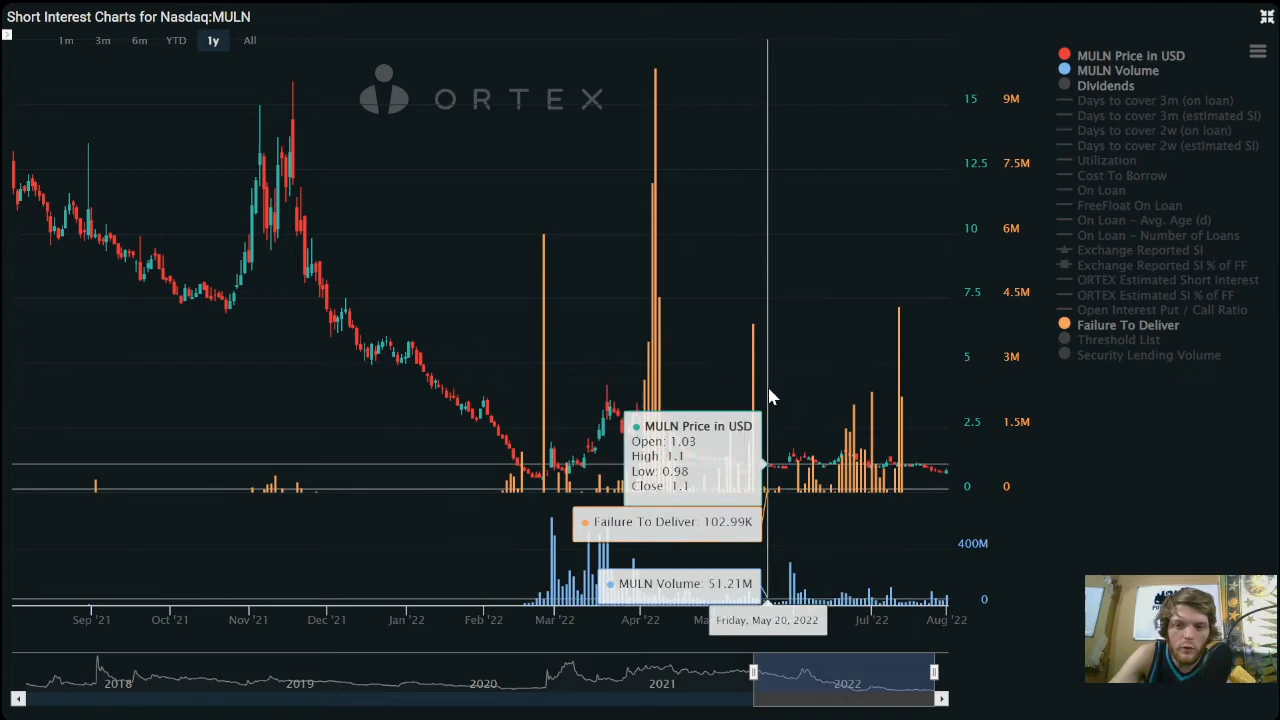 Short Interest Charts for Nasdaq:MULN
1m 3m 6m YTD 1y All
ORTEX
MULN Price in USD
MULN Volume
Dividends
Days to cover 3m (on loan)
Days to cover 3m (estimated SI)
Days to cover 2w (on loan)
Days to cover 2w (estimated SI)
Utilization
Cost To Borrow
On Loan
FreeFloat On Loan
On Loan - Avg. Age (d)
On Loan - Number of Loans
Exchange Reported SI
Exchange Reported SI % of FF
ORTEX Estimated Short Interest
ORTEX Estimated SI % of FF
Open Interest Put / Call Ratio
Failure To Deliver
Threshold List
Security Lending Volume
15 9M
12.5 7.5M
10 6M
7.5 4.5M
5 3M
2.5 1.5M
0 0
MULN Price in USD
Open: 1.03
High: 1.1
Low: 0.98
Close: 1.1
Failure To Deliver: 102.99K
400M
MULN Volume: 51.21M
0
Sep '21 Oct '21 Nov '21 Dec '21 Jan '22 Feb '22 Mar '22 Apr '22 Friday, May 20, 2022 Jul '22 Aug '22
2018 2019 2020 2021 2022